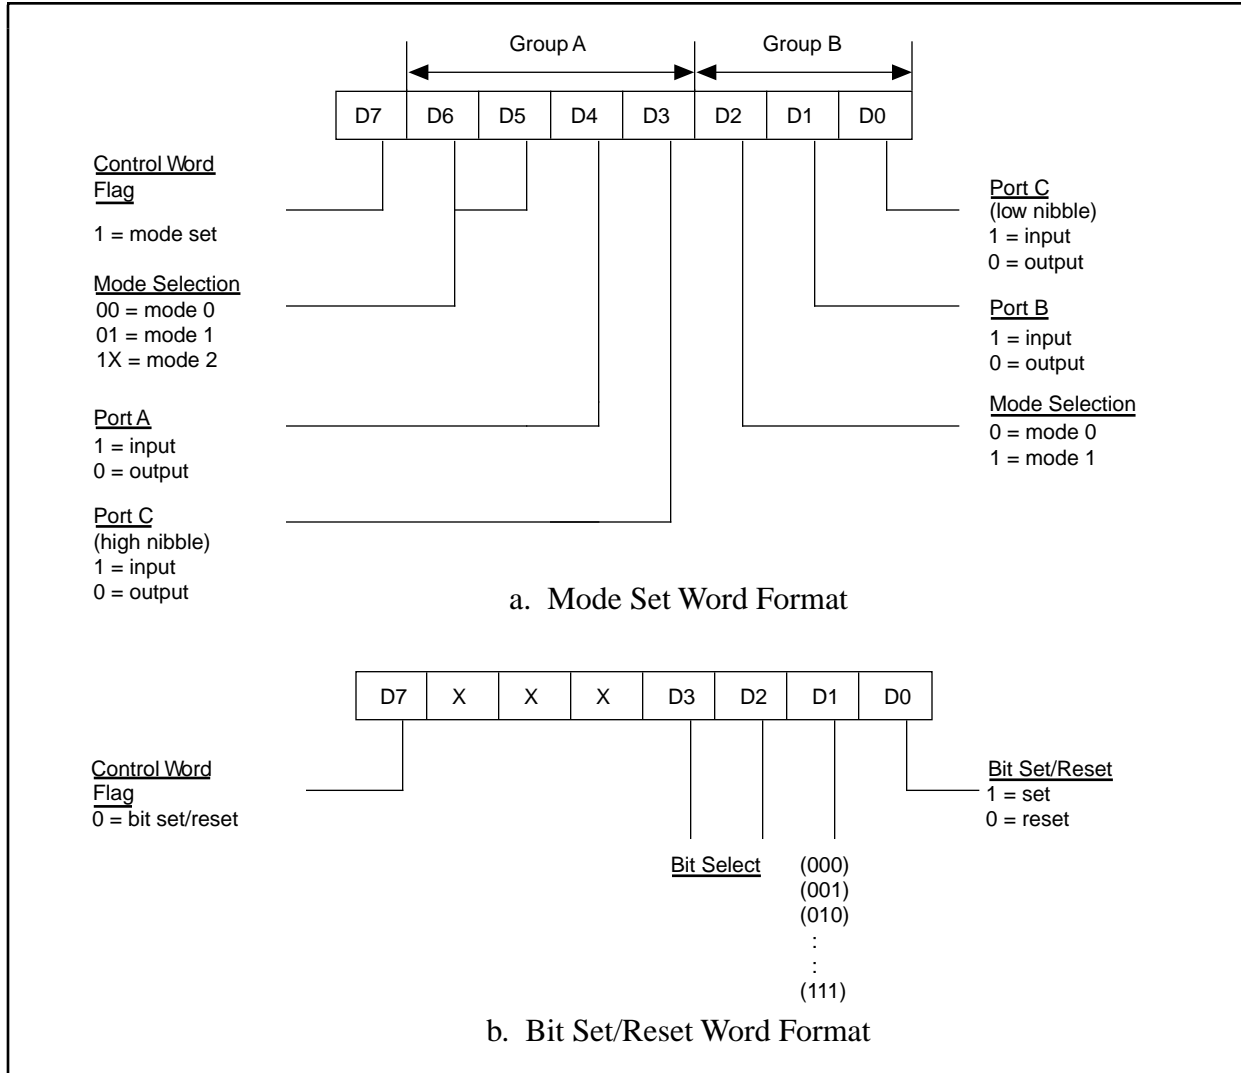 Group A Group B
D7 D6 D5 D4 D3 D2 D1 D0
Control Word
Flag
1 = mode set
Mode Selection
00 = mode 0
01 = mode 1
1X = mode 2
Port A
1 = input
0 = output
Port C
(high nibble)
1 = input
0 = output
Port C
(low nibble)
1 = input
0 = output
Port B
1 = input
0 = output
Mode Selection
0 = mode 0
1 = mode 1
a. Mode Set Word Format
D7 X X X D3 D2 D1 D0
Control Word
Flag
0 = bit set/reset
Bit Select (000)
(001)
(010)
:
:
(111)
Bit Set/Reset
1 = set
0 = reset
b. Bit Set/Reset Word Format